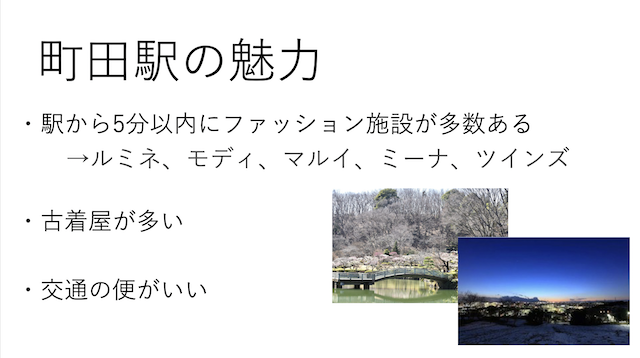 町田駅の魅力
・駅から5分以内にファッション施設が多数ある
→ルミネ、モディ、マルイ、ミーナ、ツインズ
・古着屋が多い
・交通の便がいい